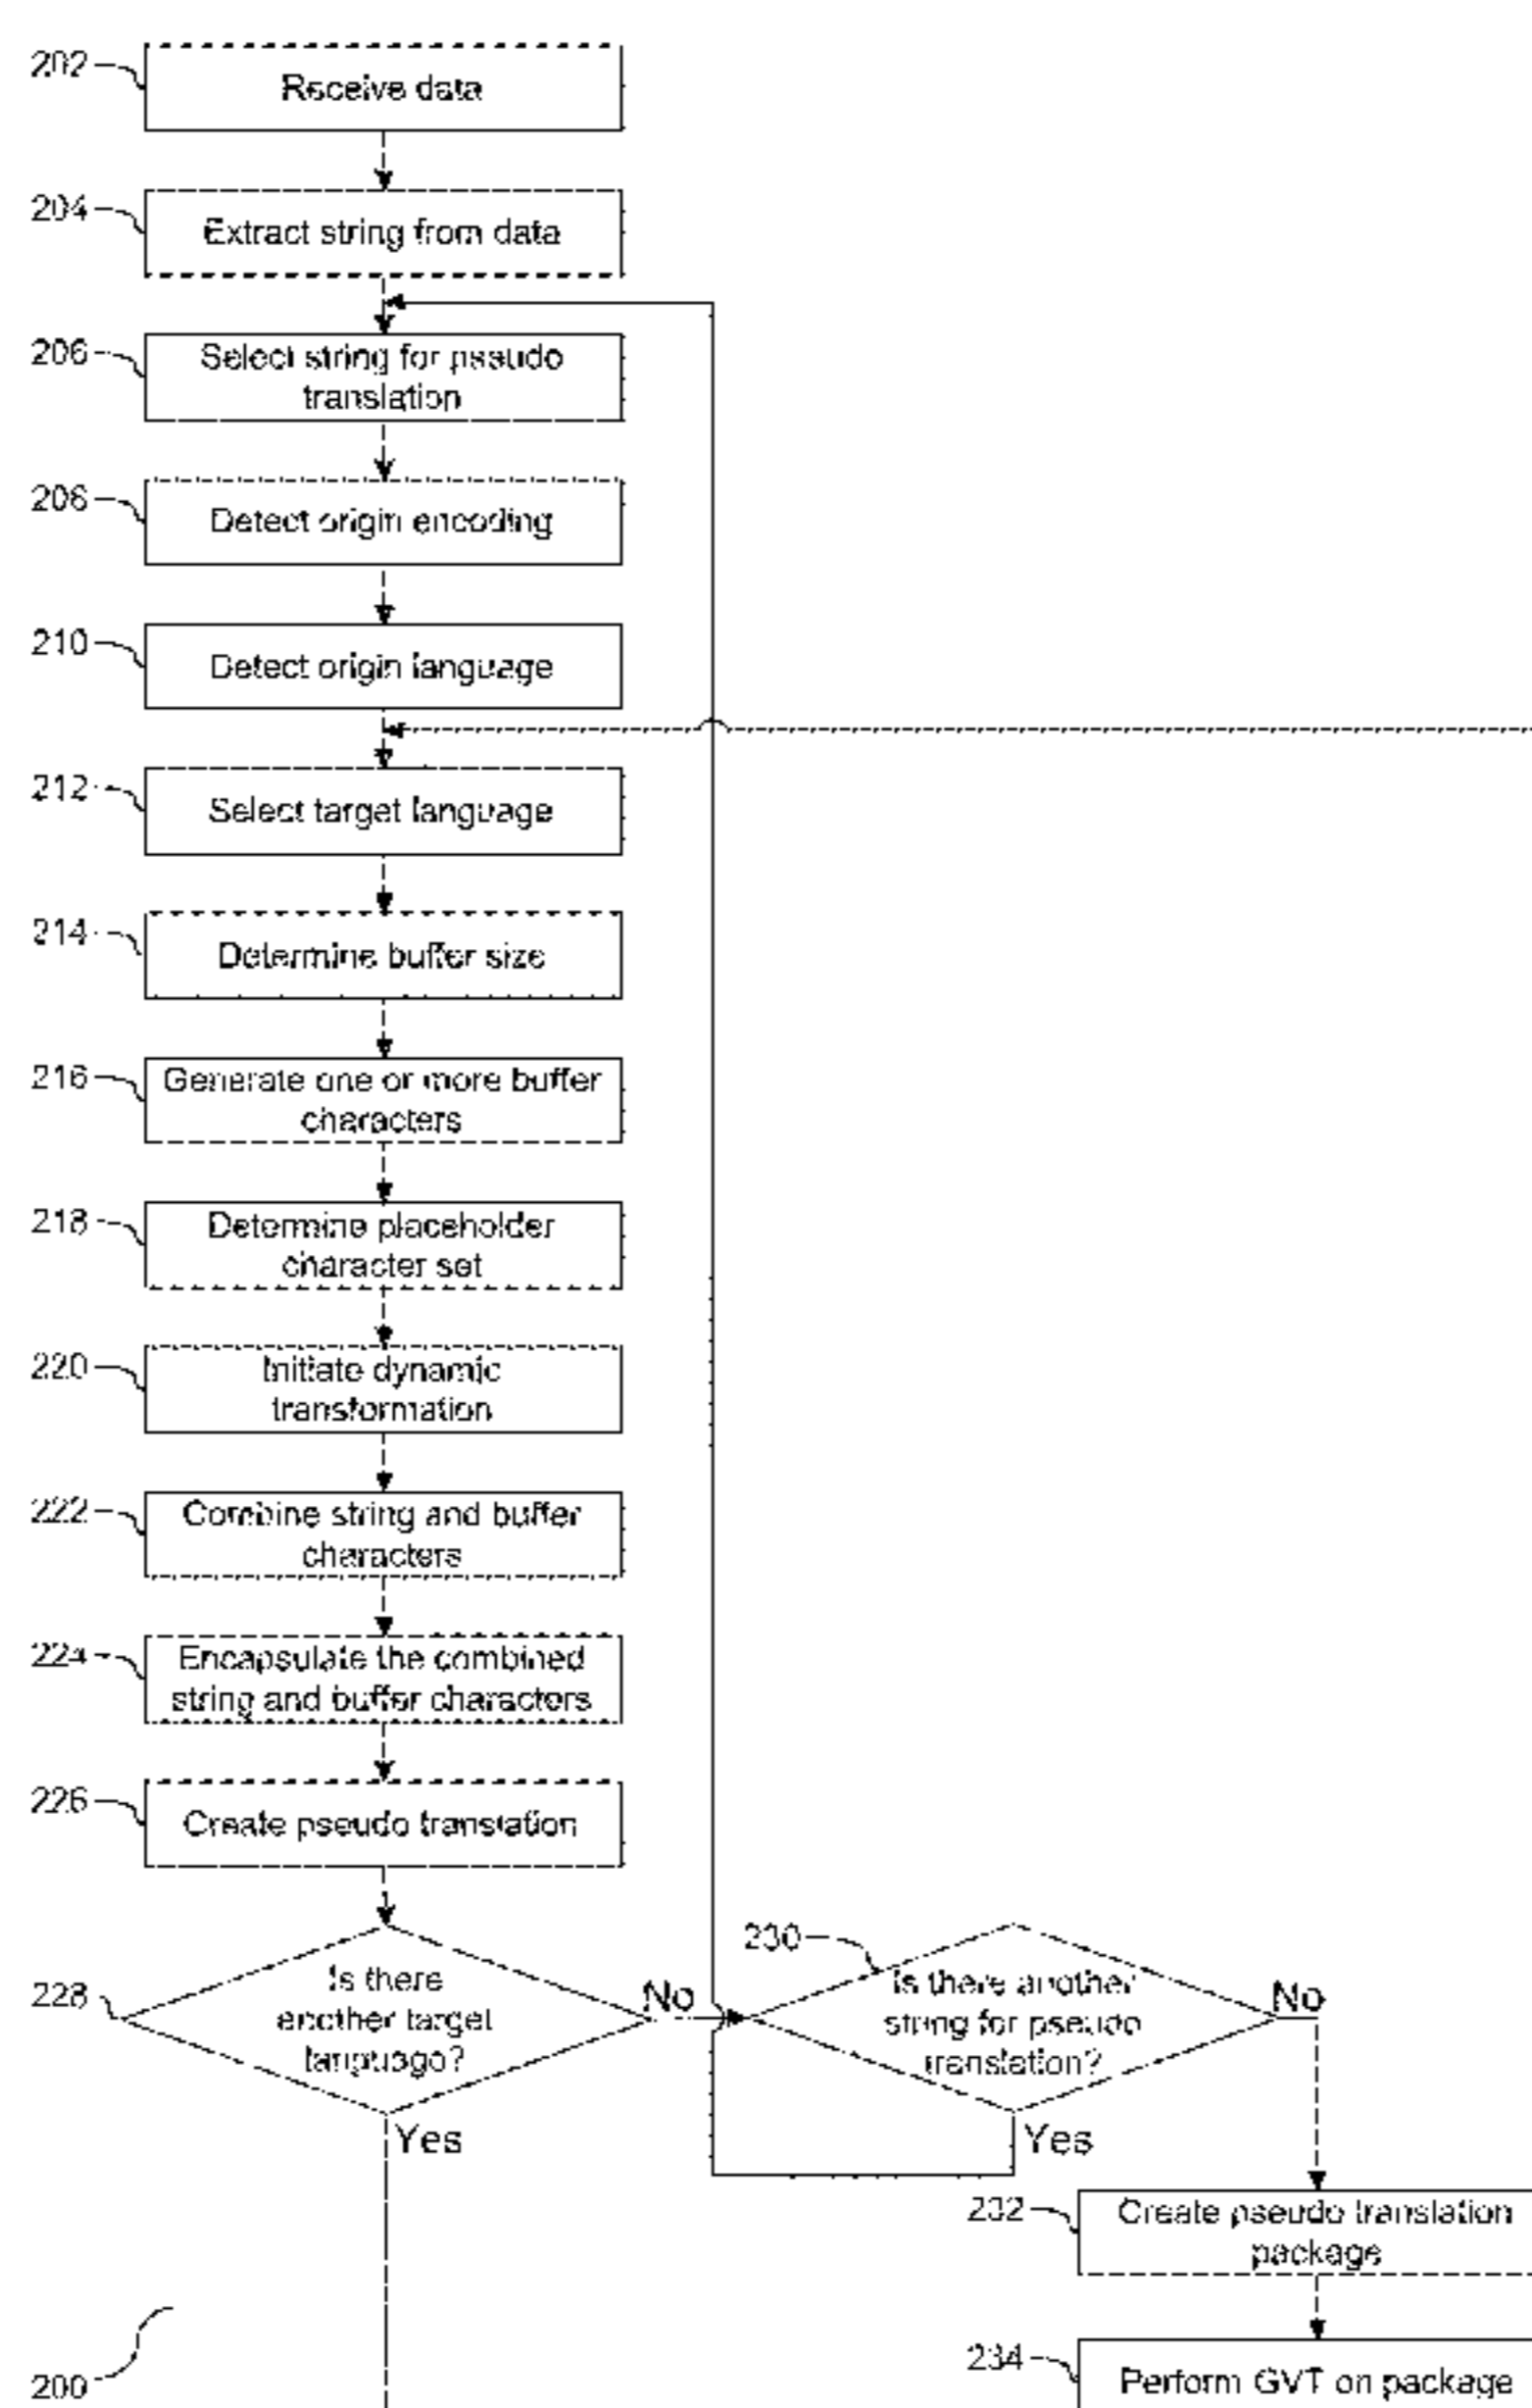 202
Receive data
204
Extract string from data
206
Select string for pseudo
translation
208
Detect origin encoding
210
Detect origin language
212
Select target language
214
Determine buffer size
216
Generate one or more buffer
characters
218
Determine placeholder
character set
220
Initiate dynamic
transformation
222
Combine string and buffer
characters
224
Encapsulate the combined
string and buffer characters
226
Create pseudo translation
228
Is there
another target
language?
No
Yes
230
Is there another
string for pseudo
translation?
No
Yes
232
Create pseudo translation
package
234
Perform GVT on package
200